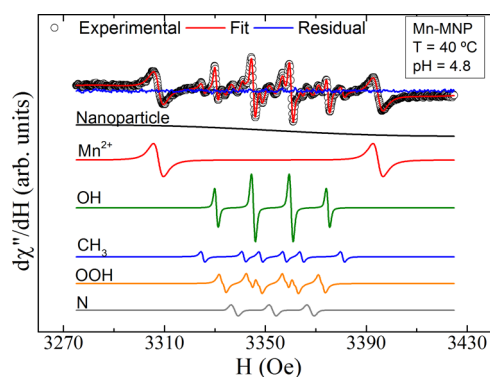 Experimental Fit Residual
Mn-MNP
T = 40 ºC
pH = 4.8
Nanoparticle
Mn²⁺
OH
CH₃
OOH
N
dχ"/dH (arb. units)
3270 3310 3350 3390 3430
H (Oe)